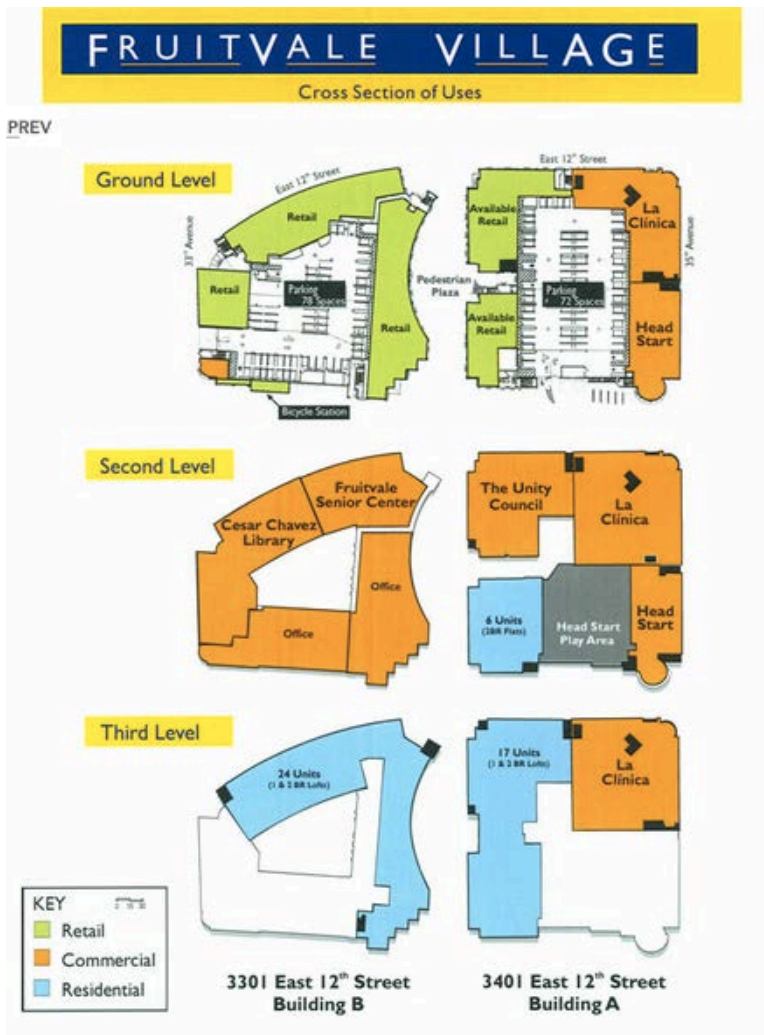 FRUITVALE VILLAGE
Cross Section of Uses
PREV
Ground Level
East 12th Street
33rd Avenue
Retail
Retail
Parking
78 Spaces
Retail
Bicycle Station
Pedestrian
Plaza
East 12th Street
Available
Retail
Available
Retail
Parking
72 Spaces
La
Clínica
35th Avenue
Head
Start
Second Level
Cesar Chavez
Library
Fruitvale
Senior Center
Office
Office
The Unity
Council
La
Clínica
6 Units
(2BR Flats)
Head Start
Play Area
Head
Start
Third Level
24 Units
(1 & 2 BR Lofts)
17 Units
(1 & 2 BR Lofts)
La
Clínica
KEY
Retail
Commercial
Residential
3301 East 12th Street
Building B
3401 East 12th Street
Building A